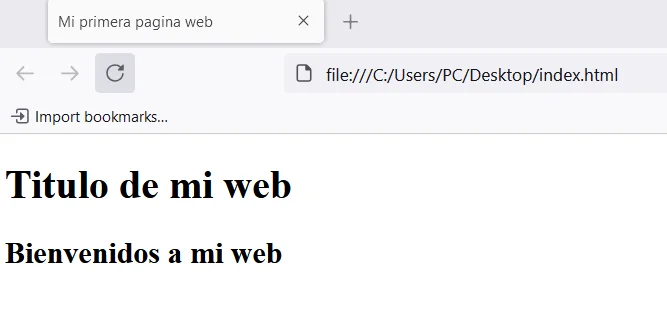 Mi primera pagina web
file:///C:/Users/PC/Desktop/index.html
Import bookmarks...
Titulo de mi web
Bienvenidos a mi web